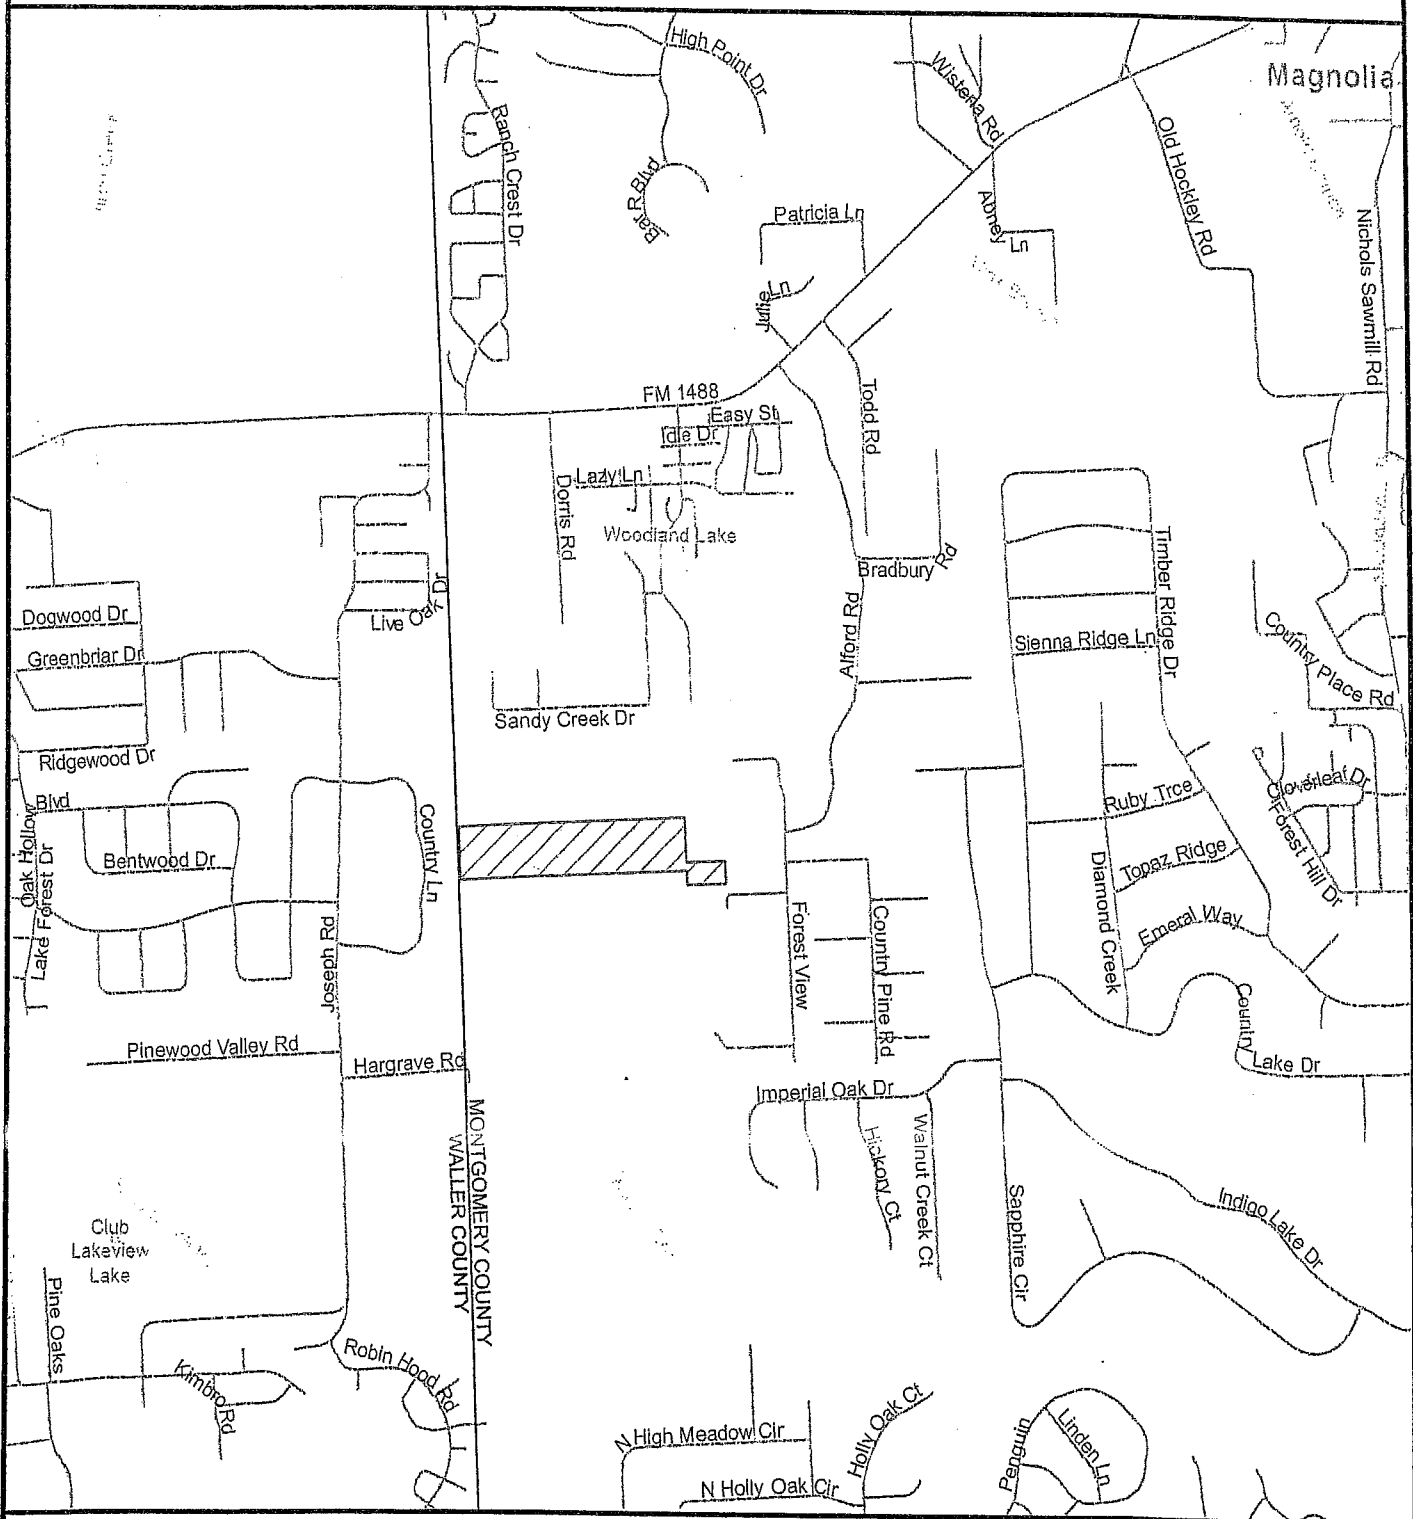 High Point Dr
Wisteria Rd
Magnolia
Ranch Crest Dr
Old Hockley Rd
Bar R Blvd
Patricia Ln
Abney
Ln
Nichols Sawmill Rd
Julie Ln
FM 1488
Easy St
Idle Dr
Todd Rd
Lazy Ln
Dorris Rd
Woodland Lake
Bradbury Rd
Timber Ridge Dr
Live Oak Dr
Dogwood Dr
Alford Rd
Sienna Ridge Ln
Country Place Rd
Greenbriar Dr
Sandy Creek Dr
Ridgewood Dr
Oak Hollow Blvd
Country Ln
Ruby Trce
Cloverleaf Dr
Forest Hill Dr
Bentwood Dr
Lake Forest Dr
Topaz Ridge
Diamond Creek
Emeral Way
Joseph Rd
Forest View
Country Pine Rd
Country
Lake Dr
Pinewood Valley Rd
Hargrave Rd
Imperial Oak Dr
MONTGOMERY COUNTY
WALLER COUNTY
Hickory Ct
Walnut Creek Ct
Sapphire Cir
Indigo Lake Dr
Club
Lakeview
Lake
Pine Oaks
Robin Hood Rd
Kimbro Rd
N High Meadow Cir
Holly Oak Ct
N Holly Oak Cir
Penguin
Linden Ln